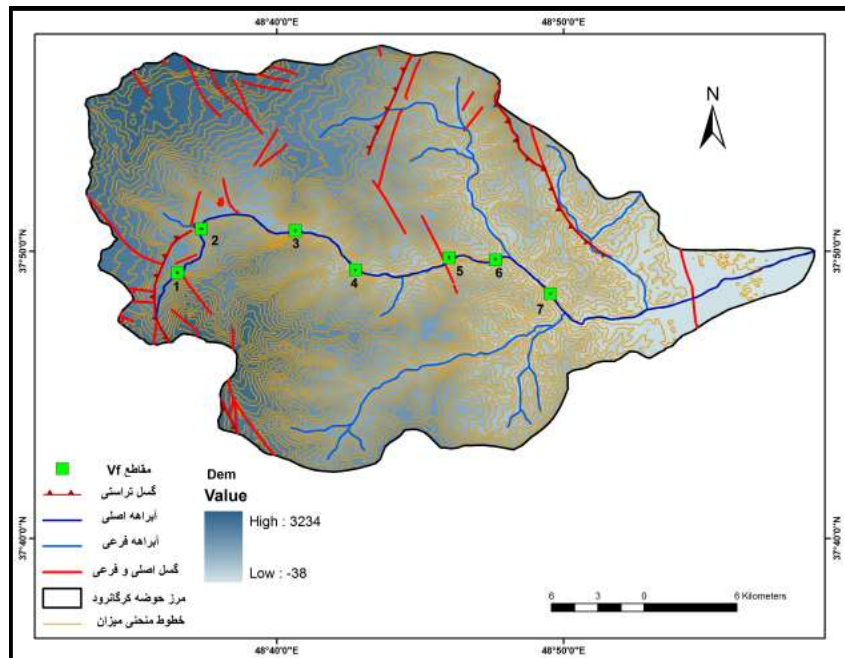 48°40'0"E
48°50'0"E
N
37°50'0"N
37°50'0"N
37°40'0"N
37°40'0"N
1
2
3
4
5
6
7
مقاطع Vf
گسل تراستی
آبراهه اصلی
آبراهه فرعی
گسل اصلی و فرعی
مرز حوضه کرگانرود
خطوط منحنی میزان
Dem
Value
High : 3234
Low : -38
6 3 0 6 Kilometers
48°40'0"E
48°50'0"E